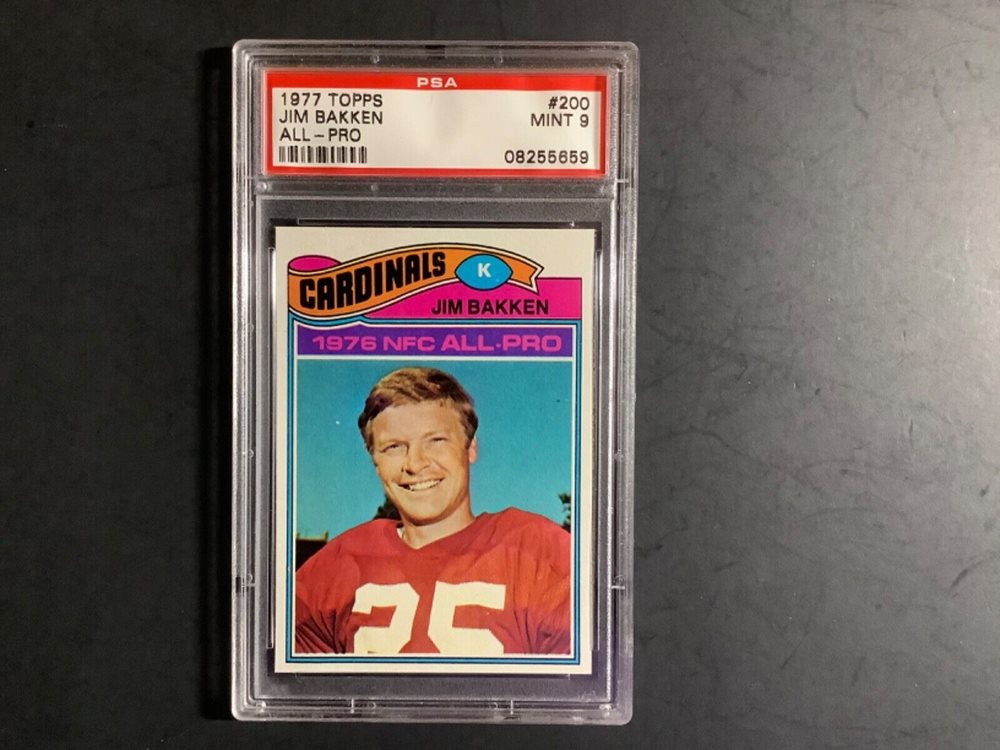 PSA
1977 TOPPS #200
JIM BAKKEN MINT 9
ALL-PRO
08255659
CARDINALS K
JIM BAKKEN
1976 NFC ALL-PRO
25